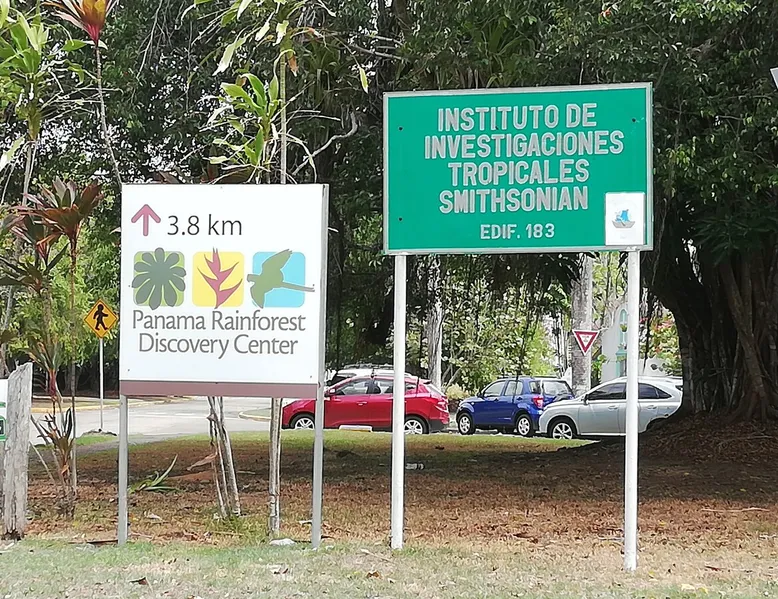 3.8 km
Panama Rainforest
Discovery Center
INSTITUTO DE
INVESTIGACIONES
TROPICALES
SMITHSONIAN
EDIF. 183